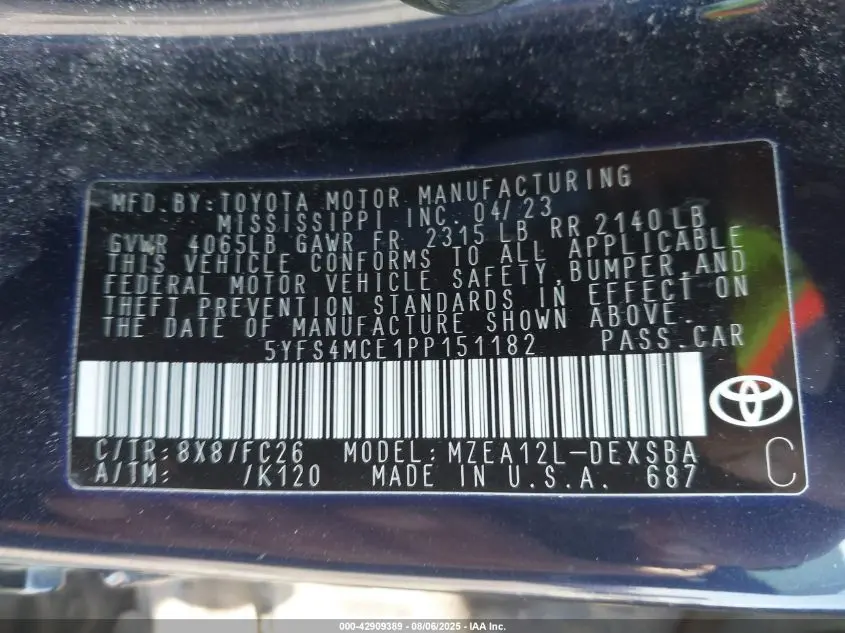 MFD. BY: TOYOTA MOTOR MANUFACTURING
MISSISSIPPI INC. 04/23
GVWR 4065LB GAWR FR 2315 LB RR 2140 LB
THIS VEHICLE CONFORMS TO ALL APPLICABLE
FEDERAL MOTOR VEHICLE SAFETY, BUMPER, AND
THEFT PREVENTION STANDARDS IN EFFECT ON
THE DATE OF MANUFACTURE SHOWN ABOVE.
5YFS4MCE1PP151182 PASS. CAR
C/TR: 8X8/FC26 MODEL: MZEA12L-DEXSBA
A/TM: /K120 MADE IN U.S.A. 687
C
000-42909389 - 08/06/2025 - IAA Inc.